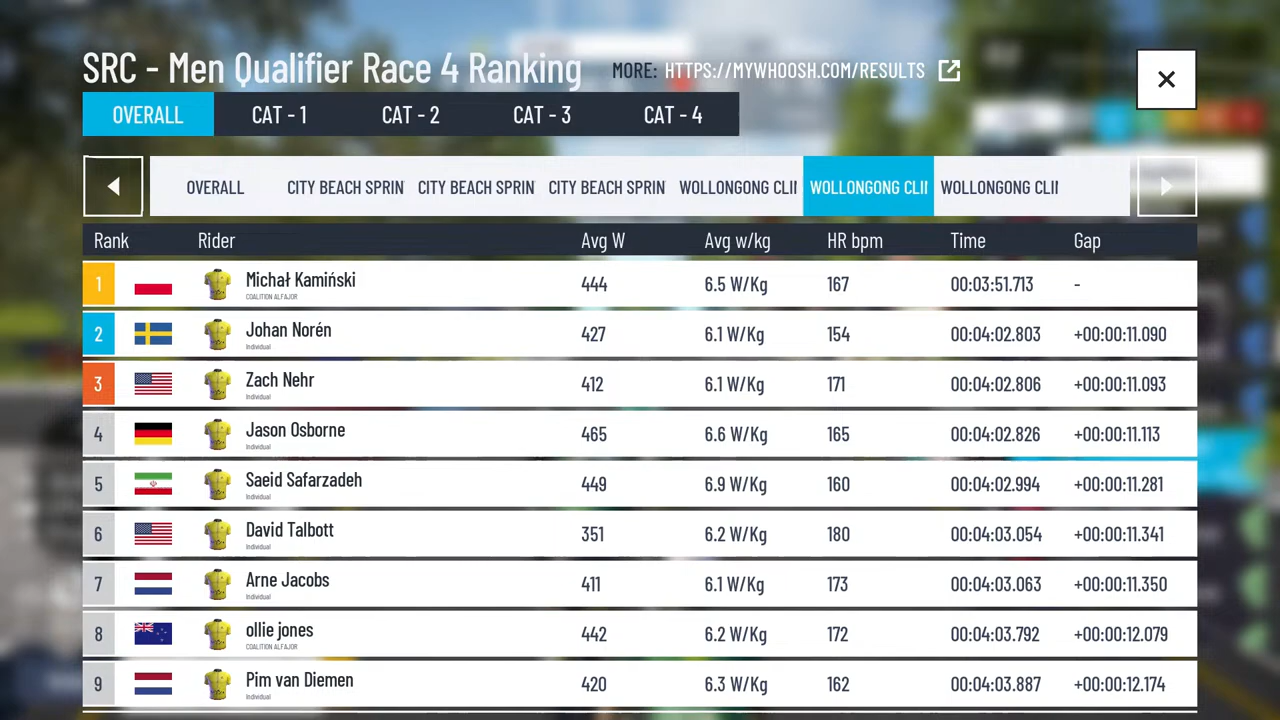 SRC - Men Qualifier Race 4 Ranking MORE: HTTPS://MYWHOOSH.COM/RESULTS
OVERALL CAT - 1 CAT - 2 CAT - 3 CAT - 4
OVERALL CITY BEACH SPRIN CITY BEACH SPRIN CITY BEACH SPRIN WOLLONGONG CLI WOLLONGONG CLI WOLLONGONG CLI
Rank Rider Avg W Avg w/kg HR bpm Time Gap
1 Michał Kamiński 444 6.5 W/Kg 167 00:03:51.713 -
COALITION ALFAJOR
2 Johan Norén 427 6.1 W/Kg 154 00:04:02.803 +00:00:11.090
Individual
3 Zach Nehr 412 6.1 W/Kg 171 00:04:02.806 +00:00:11.093
Individual
4 Jason Osborne 465 6.6 W/Kg 165 00:04:02.826 +00:00:11.113
Individual
5 Saeid Safarzadeh 449 6.9 W/Kg 160 00:04:02.994 +00:00:11.281
Individual
6 David Talbott 351 6.2 W/Kg 180 00:04:03.054 +00:00:11.341
Individual
7 Arne Jacobs 411 6.1 W/Kg 173 00:04:03.063 +00:00:11.350
Individual
8 ollie jones 442 6.2 W/Kg 172 00:04:03.792 +00:00:12.079
COALITION ALFAJOR
9 Pim van Diemen 420 6.3 W/Kg 162 00:04:03.887 +00:00:12.174
Individual